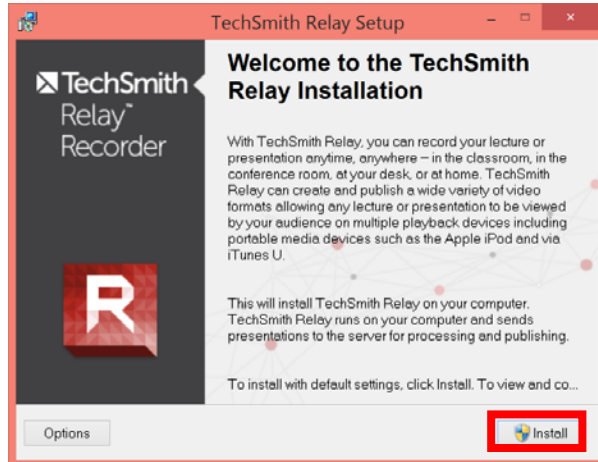 TechSmith Relay Setup
TechSmith
Relay™
Recorder
R
Welcome to the TechSmith
Relay Installation
With TechSmith Relay, you can record your lecture or
presentation anytime, anywhere – in the classroom, in the
conference room, at your desk, or at home. TechSmith
Relay can create and publish a wide variety of video
formats allowing any lecture or presentation to be viewed
by your audience on multiple playback devices including
portable media devices such as the Apple iPod and via
iTunes U.
This will install TechSmith Relay on your computer.
TechSmith Relay runs on your computer and sends
presentations to the server for processing and publishing.
To install with default settings, click Install. To view and co...
Options
Install